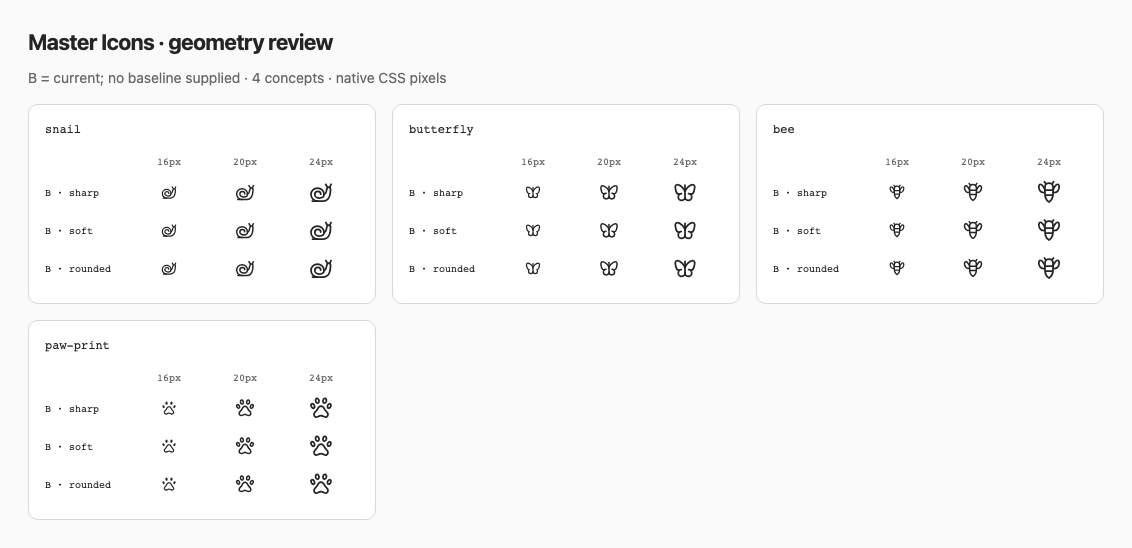 Master Icons · geometry review
B = current; no baseline supplied · 4 concepts · native CSS pixels
snail
16px 20px 24px
B · sharp
B · soft
B · rounded
butterfly
16px 20px 24px
B · sharp
B · soft
B · rounded
bee
16px 20px 24px
B · sharp
B · soft
B · rounded
paw-print
16px 20px 24px
B · sharp
B · soft
B · rounded